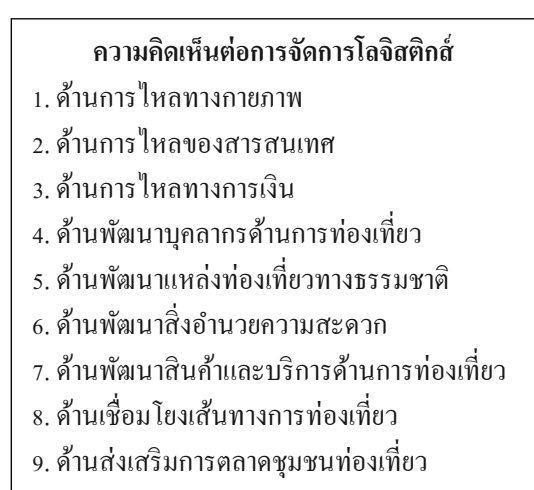 ความคิดเห็นต่อการจัดการโลจิสติกส์
1. ด้านการไหลทางกายภาพ
2. ด้านการไหลของสารสนเทศ
3. ด้านการไหลทางการเงิน
4. ด้านพัฒนาบุคลากรด้านการท่องเที่ยว
5. ด้านพัฒนาแหล่งท่องเที่ยวทางธรรมชาติ
6. ด้านพัฒนาสิ่งอำนวยความสะดวก
7. ด้านพัฒนาสินค้าและบริการด้านการท่องเที่ยว
8. ด้านเชื่อมโยงเส้นทางการท่องเที่ยว
9. ด้านส่งเสริมการตลาดชุมชนท่องเที่ยว